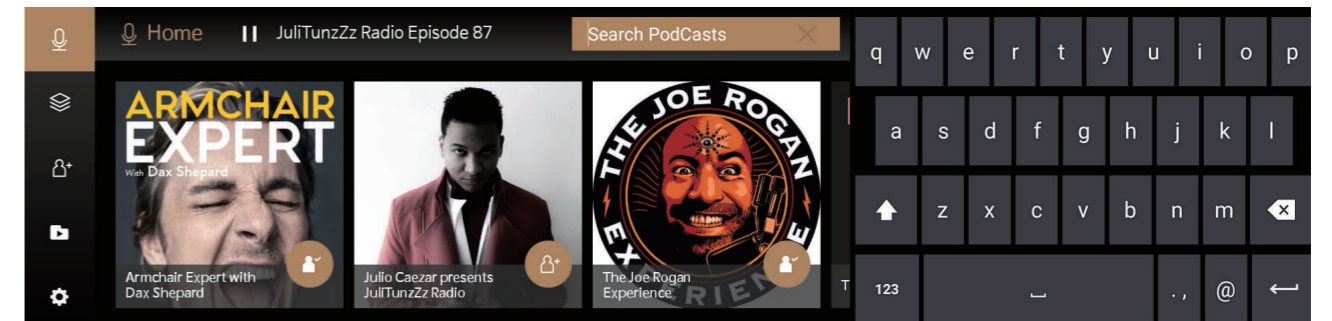 Home
JuliTunzZz Radio Episode 87
Search PodCasts
ARMCHAIR
EXPERT
With Dax Shepard
Armchair Expert with
Dax Shepard
Julio Caezar presents
JuliTunzZz Radio
THE JOE ROGAN
EXPERIENCE
The Joe Rogan
Experience
T
q w e r t y u i o p
a s d f g h j k l
z x c v b n m
123 . , @